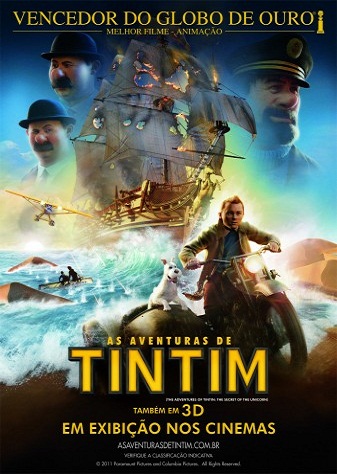 VENCEDOR DO GLOBO DE OURO
MELHOR FILME - ANIMAÇÃO
AS AVENTURAS DE
TINTIM
(THE ADVENTURES OF TINTIN: THE SECRET OF THE UNICORN)
TAMBÉM EM 3D
EM EXIBIÇÃO NOS CINEMAS
ASAVENTURASDETINTIM.COM.BR
VERIFIQUE A CLASSIFICAÇÃO INDICATIVA
© 2011 Paramount Pictures and Columbia Pictures. All Rights Reserved.